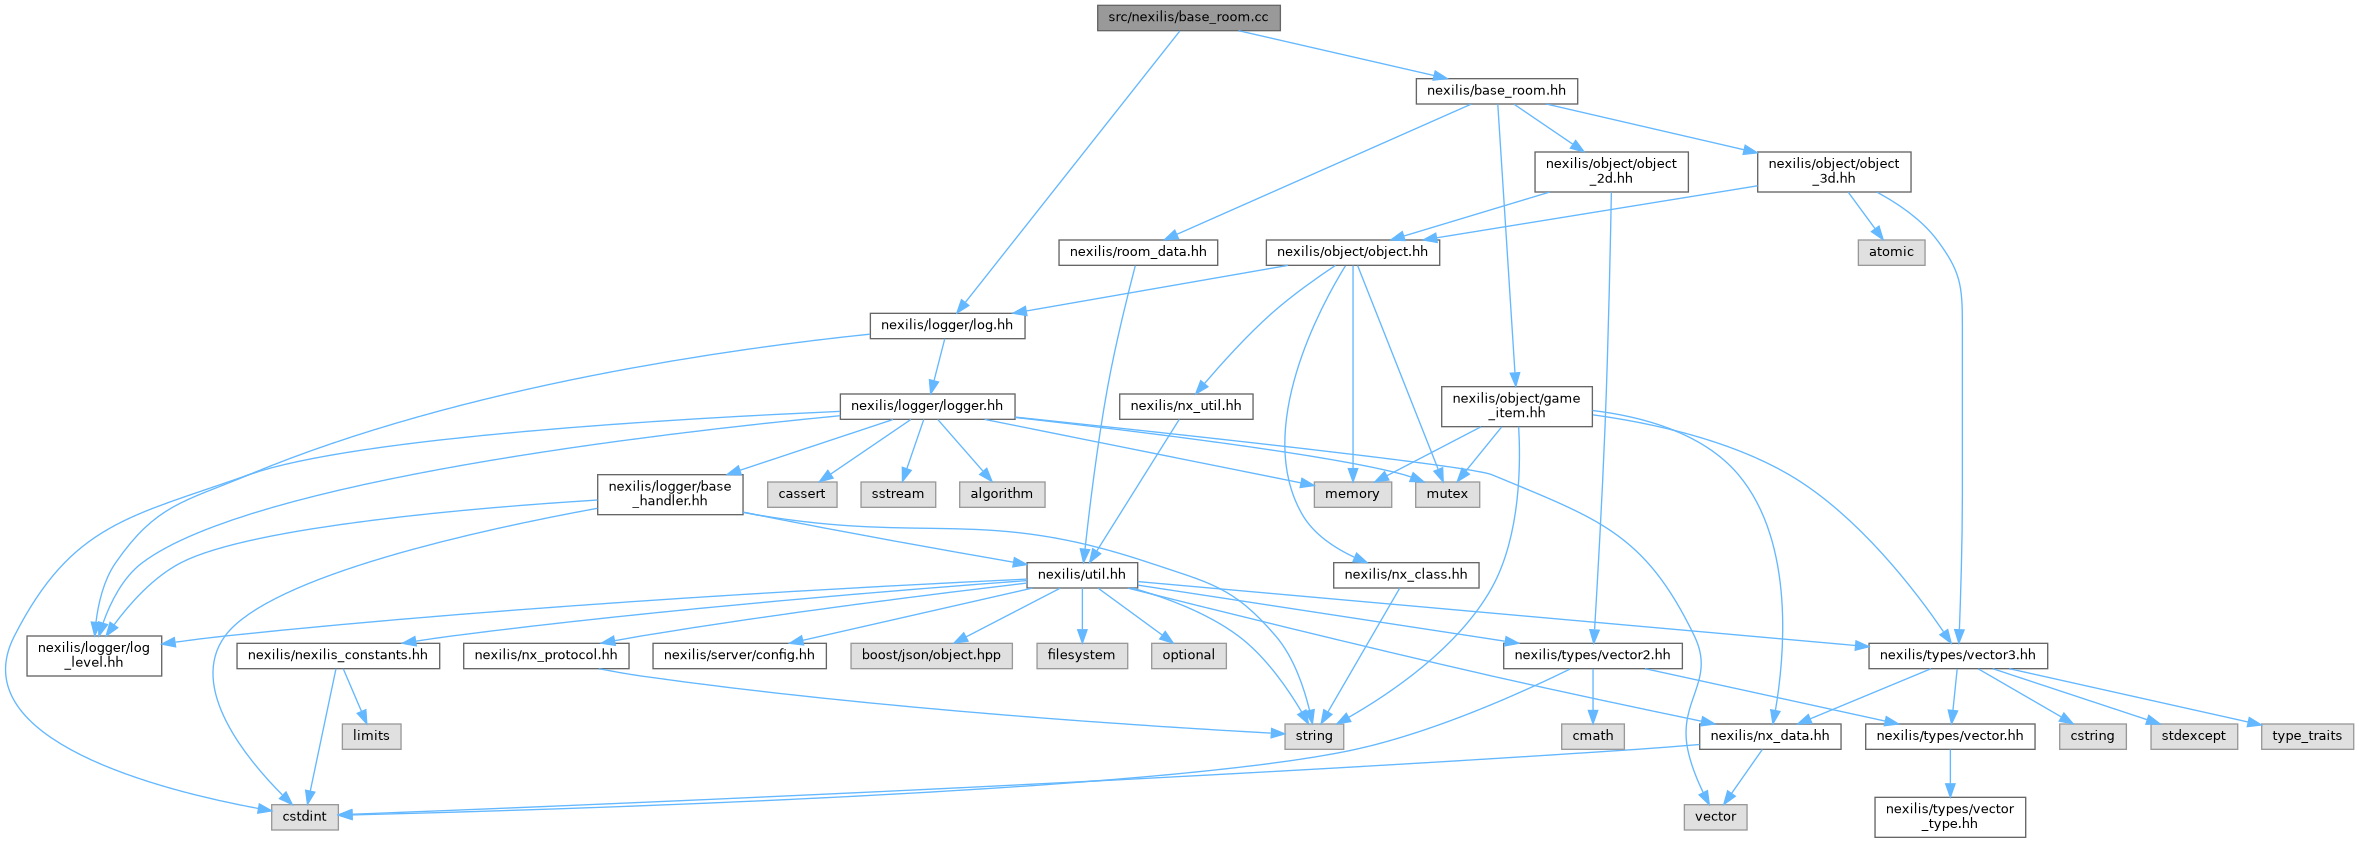 src/nexilis/base_room.cc
nexilis/base_room.hh
nexilis/object/object
_2d.hh
nexilis/object/object
_3d.hh
nexilis/room_data.hh
nexilis/object/object.hh
atomic
nexilis/logger/log.hh
nexilis/logger/logger.hh
nexilis/nx_util.hh
nexilis/object/game
_item.hh
nexilis/logger/base
_handler.hh
cassert
sstream
algorithm
memory
mutex
nexilis/util.hh
nexilis/nx_class.hh
nexilis/logger/log
_level.hh
nexilis/nexilis_constants.hh
nexilis/nx_protocol.hh
nexilis/server/config.hh
boost/json/object.hpp
filesystem
optional
nexilis/types/vector2.hh
nexilis/types/vector3.hh
limits
string
cmath
nexilis/nx_data.hh
nexilis/types/vector.hh
cstring
stdexcept
type_traits
cstdint
vector
nexilis/types/vector
_type.hh